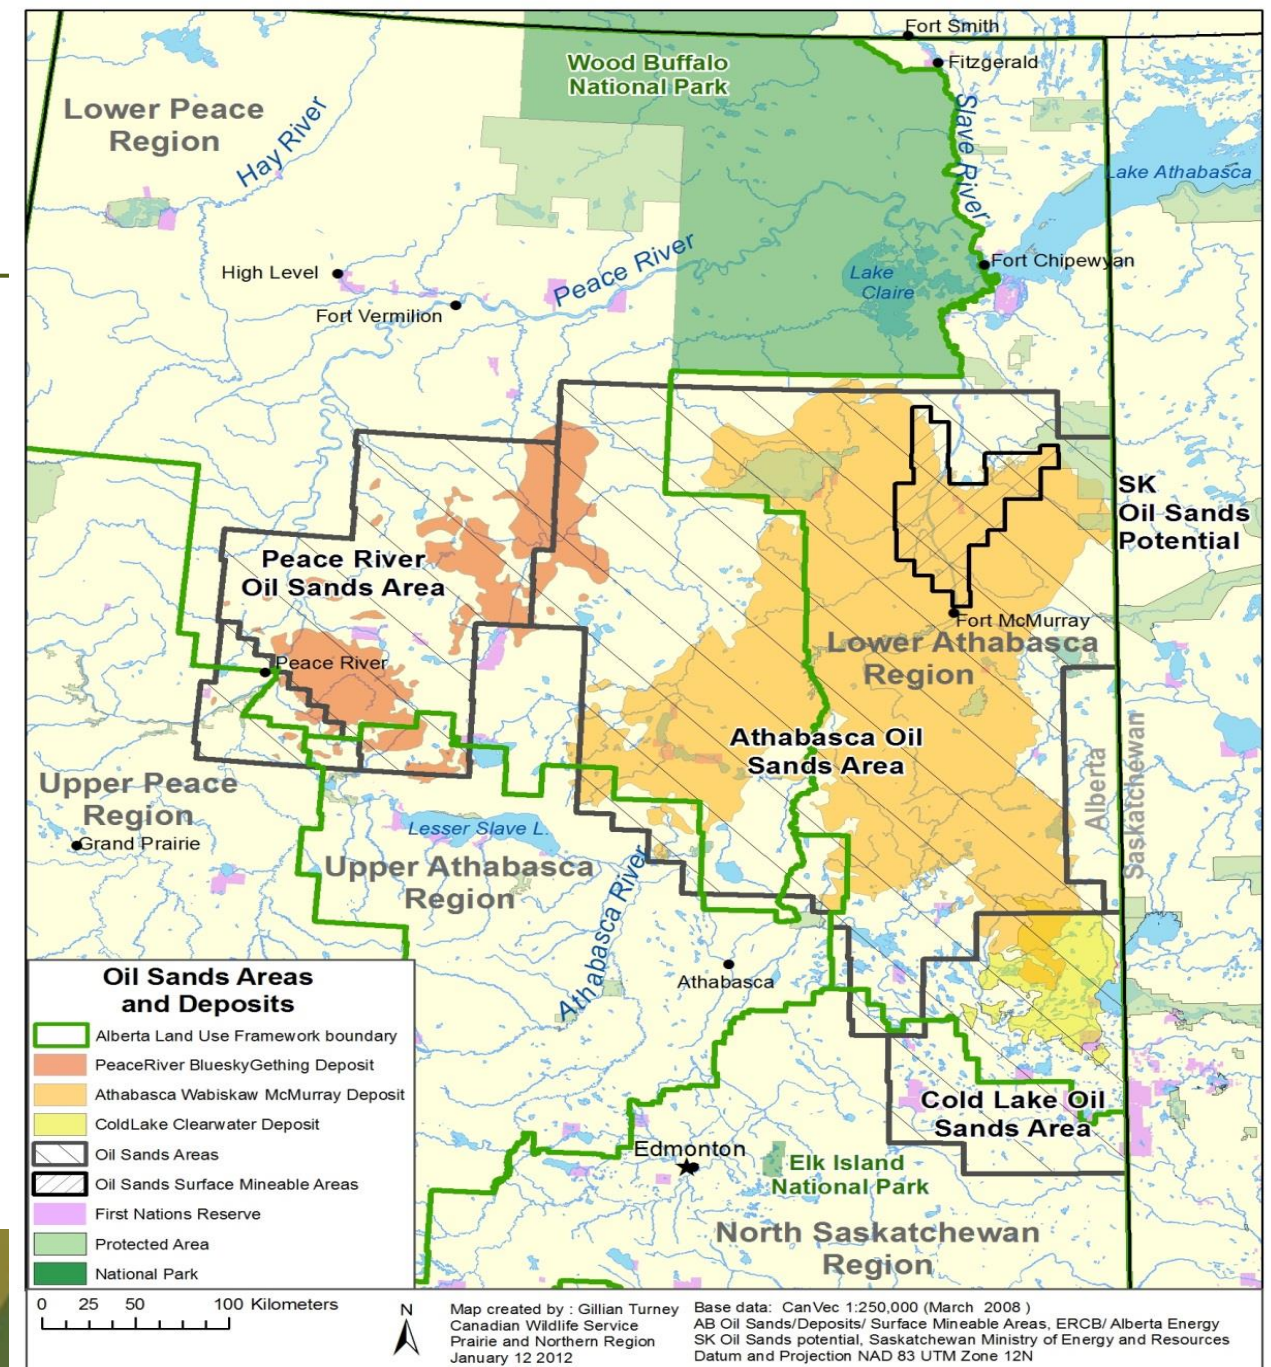 Fort Smith
Wood Buffalo
National Park
Fitzgerald
Lower Peace
Region
Hay River
Slave River
Lake Athabasca
High Level
Peace River
Lake
Claire
Fort Chipewyan
Fort Vermilion
SK
Oil Sands
Potential
Peace River
Oil Sands Area
Fort McMurray
Lower Athabasca
Region
Peace River
Athabasca Oil
Sands Area
Alberta
Saskatchewan
Upper Peace
Region
Grand Prairie
Lesser Slave L.
Upper Athabasca
Region
Athabasca River
Athabasca
Cold Lake Oil
Sands Area
Edmonton
Elk Island
National Park
North Saskatchewan
Region
Oil Sands Areas
and Deposits
Alberta Land Use Framework boundary
PeaceRiver BlueskyGething Deposit
Athabasca Wabiskaw McMurray Deposit
ColdLake Clearwater Deposit
Oil Sands Areas
Oil Sands Surface Mineable Areas
First Nations Reserve
Protected Area
National Park
0 25 50 100 Kilometers
N
Map created by : Gillian Turney
Canadian Wildlife Service
Prairie and Northern Region
January 12 2012
Base data: CanVec 1:250,000 (March 2008 )
AB Oil Sands/Deposits/ Surface Mineable Areas, ERCB/ Alberta Energy
SK Oil Sands potential, Saskatchewan Ministry of Energy and Resources
Datum and Projection NAD 83 UTM Zone 12N